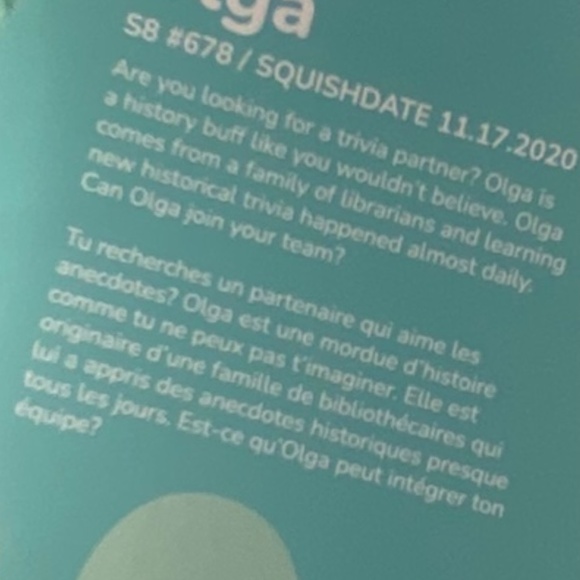 lga
S8 #678 / SQUISHDATE 11.17.2020
Are you looking for a trivia partner? Olga is
a history buff like you wouldn't believe. Olga
comes from a family of librarians and learning
new historical trivia happened almost daily.
Can Olga join your team?
Tu recherches un partenaire qui aime les
anecdotes? Olga est une mordue d'histoire
comme tu ne peux pas t'imaginer. Elle est
originaire d'une famille de bibliothécaires qui
lui a appris des anecdotes historiques presque
tous les jours. Est-ce qu'Olga peut intégrer ton
équipe?